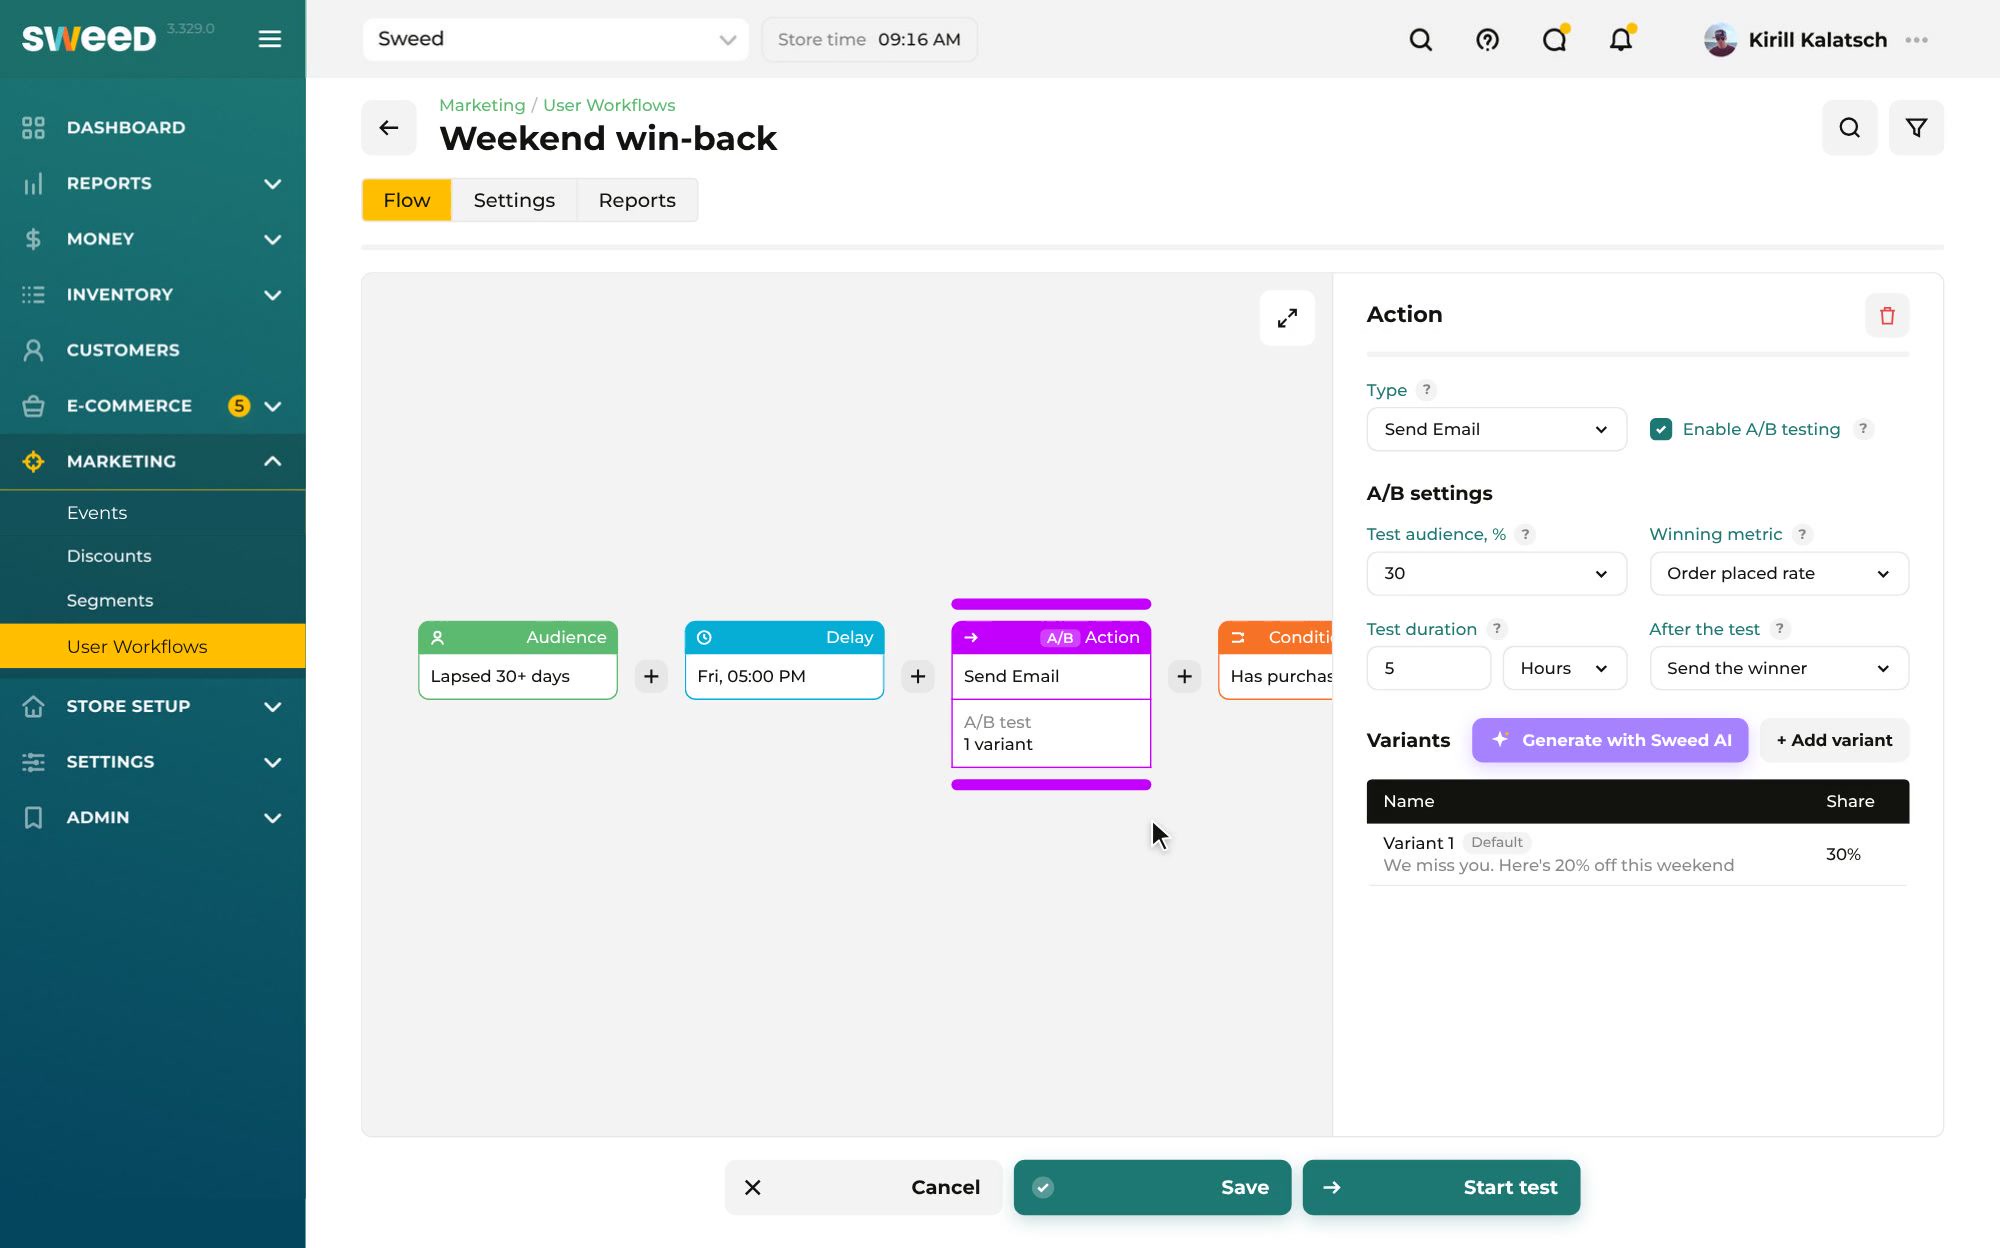 SWEED 3.329.0
Sweed
Store time 09:16 AM
Kirill Kalatsch
DASHBOARD
REPORTS
MONEY
INVENTORY
CUSTOMERS
E-COMMERCE 5
MARKETING
Events
Discounts
Segments
User Workflows
STORE SETUP
SETTINGS
ADMIN
Marketing / User Workflows
Weekend win-back
Flow Settings Reports
Audience
Lapsed 30+ days
+
Delay
Fri, 05:00 PM
+
A/B Action
Send Email
A/B test
1 variant
+
Conditi
Has purchas
Action
Type ?
Send Email
Enable A/B testing ?
A/B settings
Test audience, % ?
30
Winning metric ?
Order placed rate
Test duration ?
5 Hours
After the test ?
Send the winner
Variants Generate with Sweed AI + Add variant
Name Share
Variant 1 Default
We miss you. Here's 20% off this weekend
30%
Cancel Save Start test